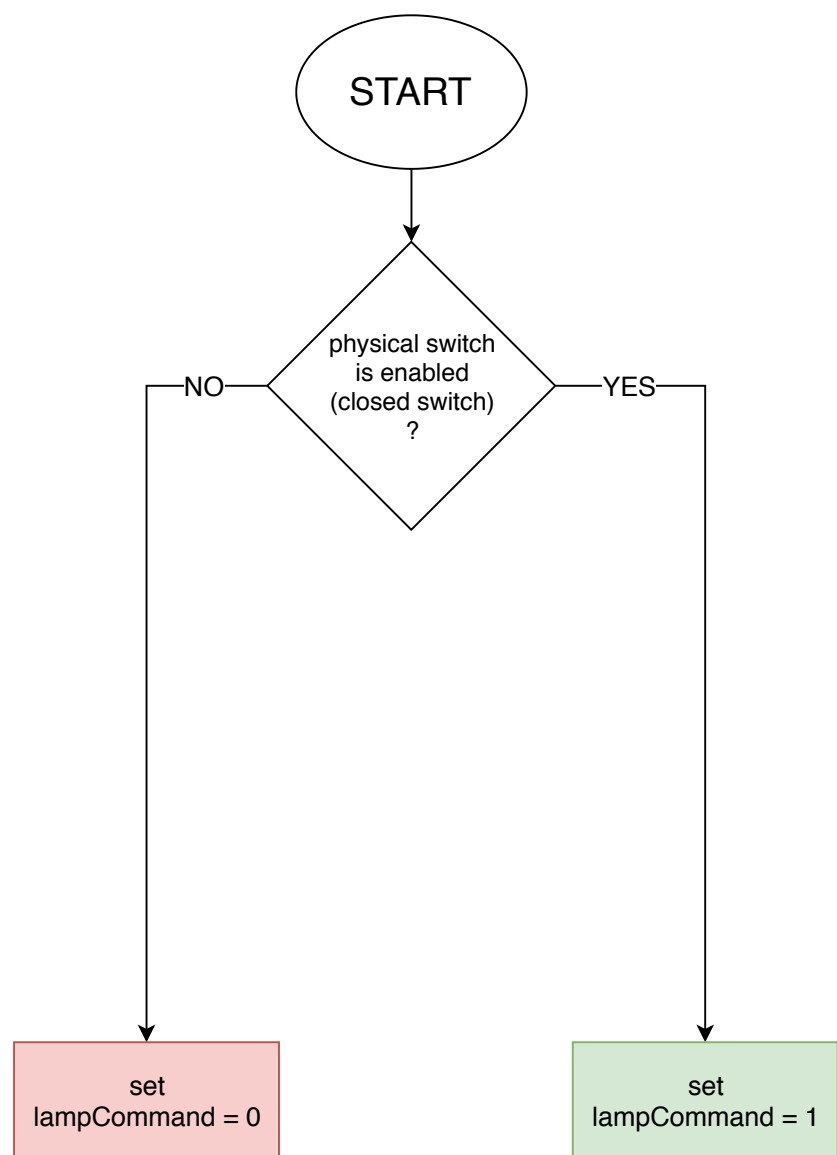 START
physical switch
is enabled
(closed switch)
?
NO
YES
set
lampCommand = 0
set
lampCommand = 1